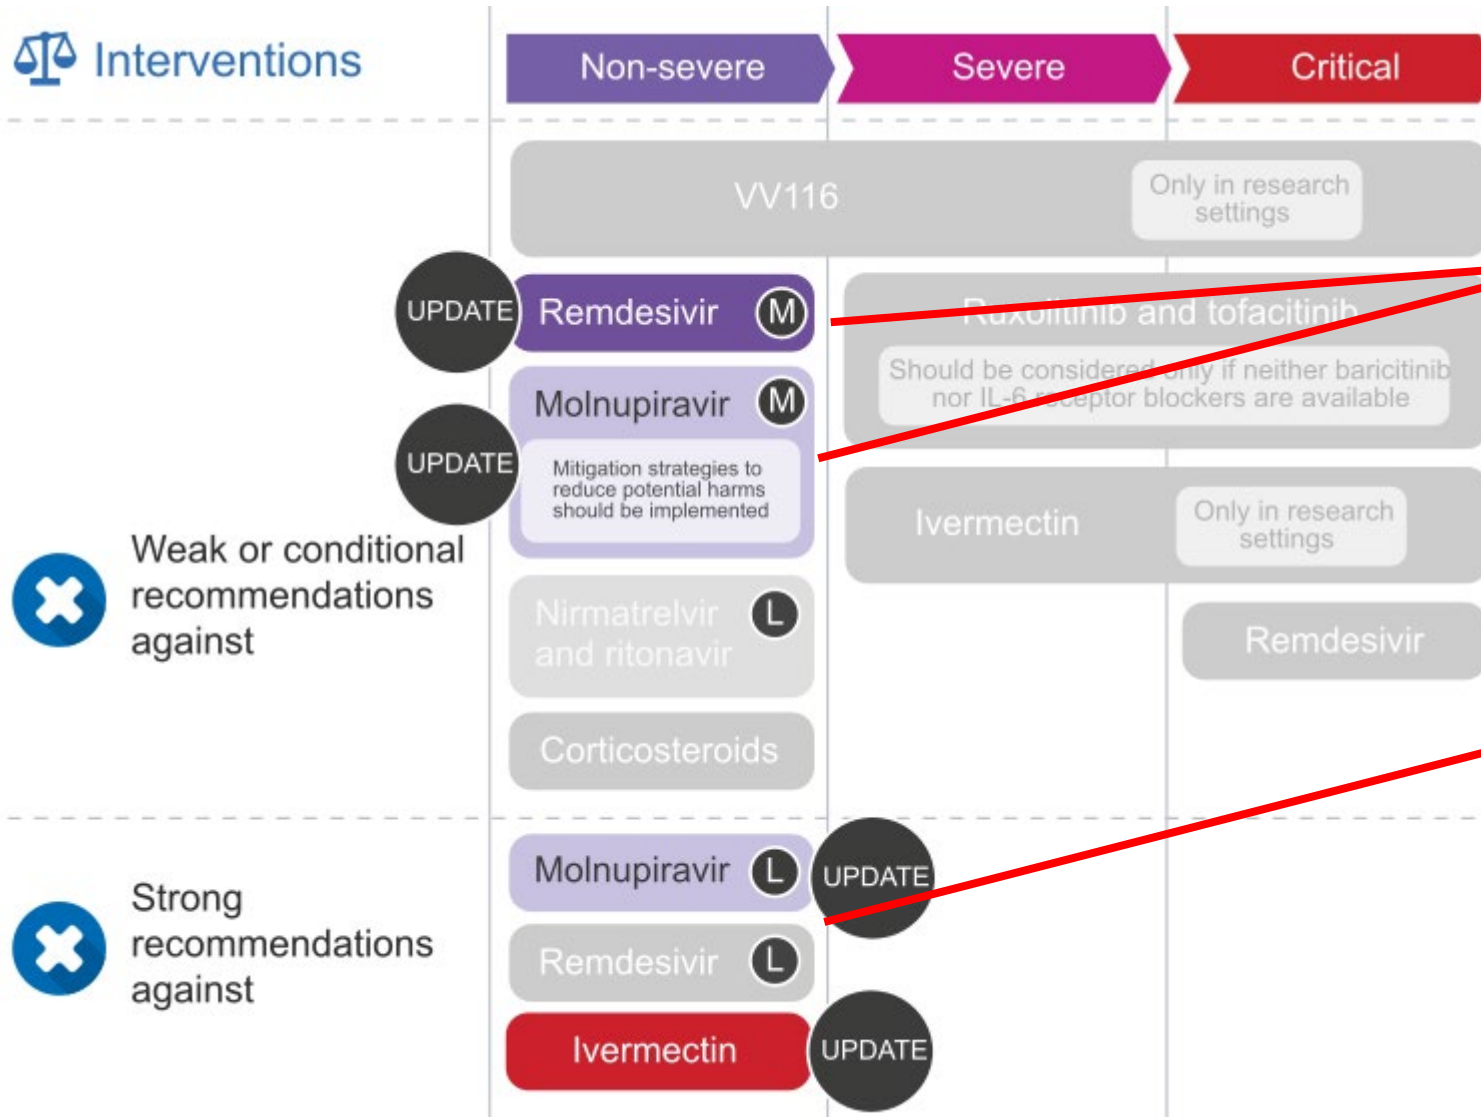 Interventions
Non-severe
Severe
Critical
VV116
Only in research
settings
UPDATE
Remdesivir M
Ruxolitinib and tofacitinib
Should be considered only if neither baricitinib
nor IL-6 receptor blockers are available
UPDATE
Molnupiravir M
Mitigation strategies to
reduce potential harms
should be implemented
Ivermectin
Only in research
settings
Weak or conditional
recommendations
against
Nirmatrelvir
and ritonavir
L
Remdesivir
Corticosteroids
Strong
recommendations
against
Molnupiravir L
UPDATE
Remdesivir L
Ivermectin
UPDATE